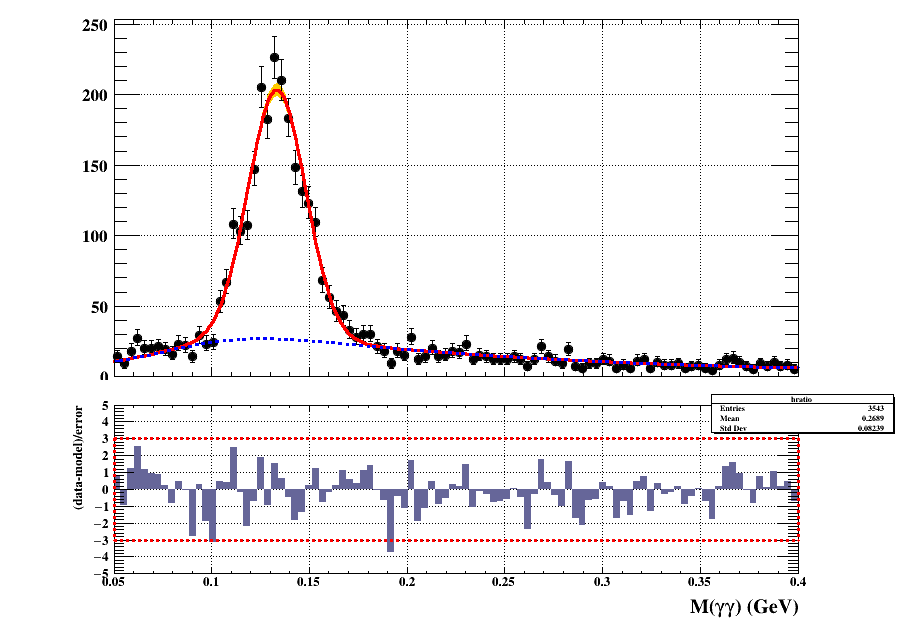 250
200
150
100
50
0
(data-model)/error
5
4
3
2
1
0
−1
−2
−3
−4
−5
hratio
Entries 3543
Mean 0.2689
Std Dev 0.08239
0.05 0.1 0.15 0.2 0.25 0.3 0.35 0.4
M(γγ) (GeV)